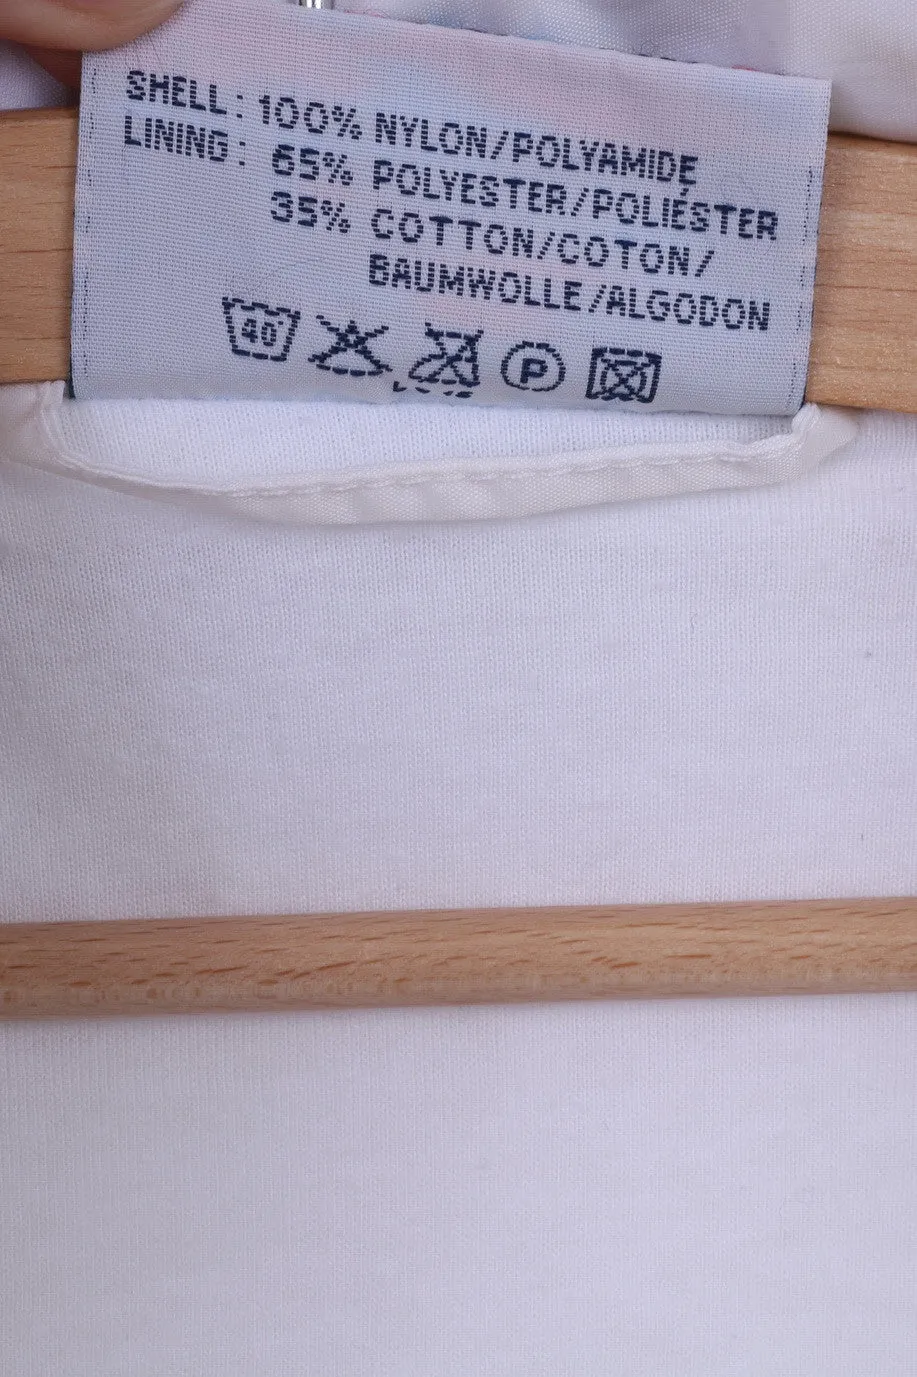 SHELL: 100% NYLON/POLYAMIDE
LINING: 65% POLYESTER/POLIÉSTER
35% COTTON/COTON/
BAUMWOLLE/ALGODON
40 P